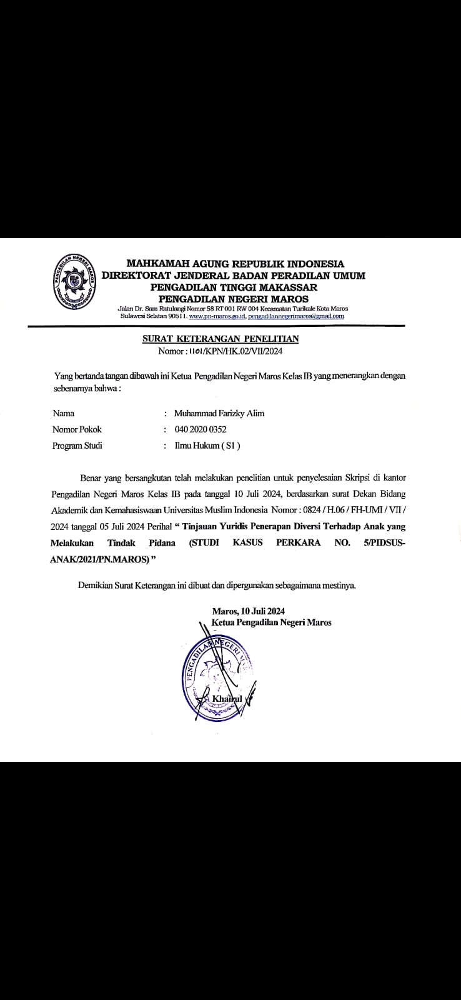 PENGADILAN NEGERI MAROS
MAHKAMAH AGUNG REPUBLIK INDONESIA
DIREKTORAT JENDERAL BADAN PERADILAN UMUM
PENGADILAN TINGGI MAKASSAR
PENGADILAN NEGERI MAROS
Jalan Dr. Sam Ratulangi Nomor 58 RT 001 RW 004 Kecamatan Turikale Kota Maros
Sulawesi Selatan 90511. www.pn-maros.go.id, pengadilannegerimaros@gmail.com
SURAT KETERANGAN PENELITIAN
Nomor : 1101/KPN/HK.02/VII/2024
Yang bertanda tangan dibawah ini Ketua Pengadilan Negeri Maros Kelas IB yang menerangkan dengan
sebenarnya bahwa :
Nama : Muhammad Farizky Alim
Nomor Pokok : 040 2020 0352
Program Studi : Ilmu Hukum ( S1 )
Benar yang bersangkutan telah melakukan penelitian untuk penyelesaian Skripsi di kantor
Pengadilan Negeri Maros Kelas IB pada tanggal 10 Juli 2024, berdasarkan surat Dekan Bidang
Akademik dan Kemahasiswaan Universitas Muslim Indonesia Nomor : 0824 / H.06 / FH-UMI / VII /
2024 tanggal 05 Juli 2024 Perihal “ Tinjauan Yuridis Penerapan Diversi Terhadap Anak yang
Melakukan Tindak Pidana (STUDI KASUS PERKARA NO. 5/PIDSUS-
ANAK/2021/PN.MAROS) ”
Demikian Surat Keterangan ini dibuat dan dipergunakan sebagaimana mestinya.
Maros, 10 Juli 2024
Ketua Pengadilan Negeri Maros
PENGADILAN NEGERI MAR
Khairul